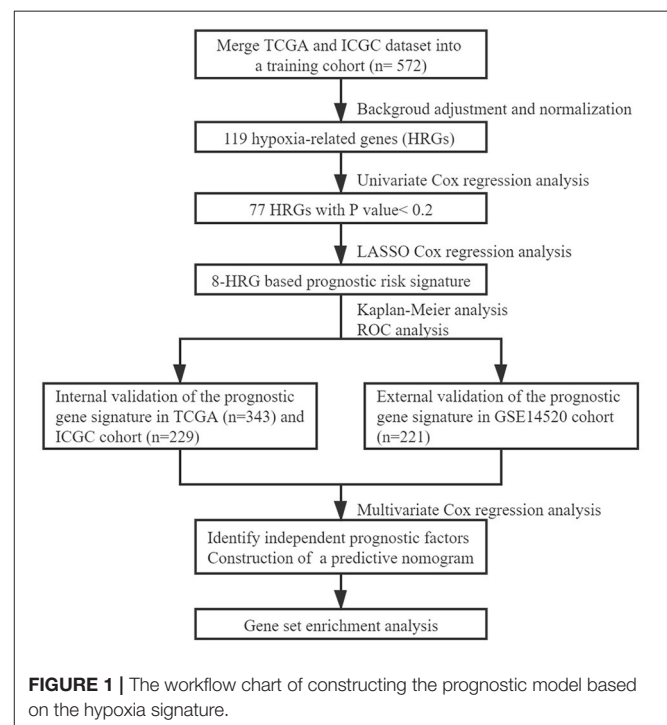 Merge TCGA and ICGC dataset into
a training cohort (n= 572)
Backgroud adjustment and normalization
119 hypoxia-related genes (HRGs)
Univariate Cox regression analysis
77 HRGs with P value< 0.2
LASSO Cox regression analysis
8-HRG based prognostic risk signature
Kaplan-Meier analysis
ROC analysis
Internal validation of the prognostic
gene signature in TCGA (n=343) and
ICGC cohort (n=229)
External validation of the prognostic
gene signature in GSE14520 cohort
(n=221)
Multivariate Cox regression analysis
Identify independent prognostic factors
Construction of a predictive nomogram
Gene set enrichment analysis
FIGURE 1 | The workflow chart of constructing the prognostic model based
on the hypoxia signature.